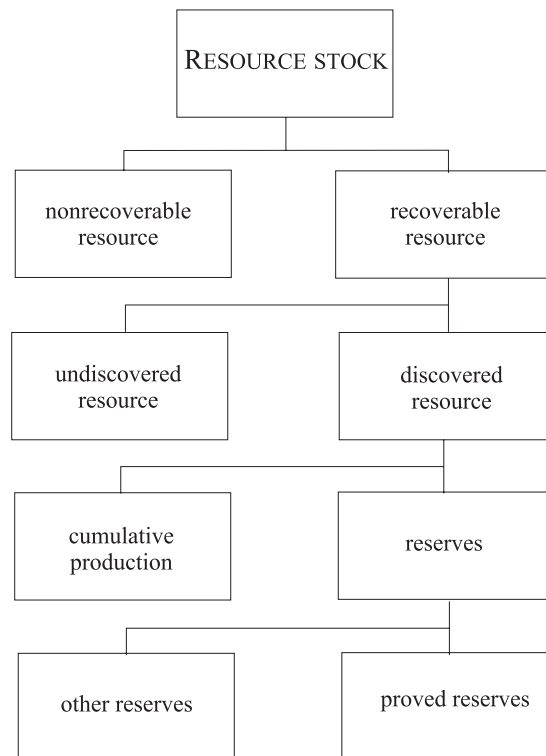 RESOURCE STOCK
nonrecoverable
resource
recoverable
resource
undiscovered
resource
discovered
resource
cumulative
production
reserves
other reserves
proved reserves